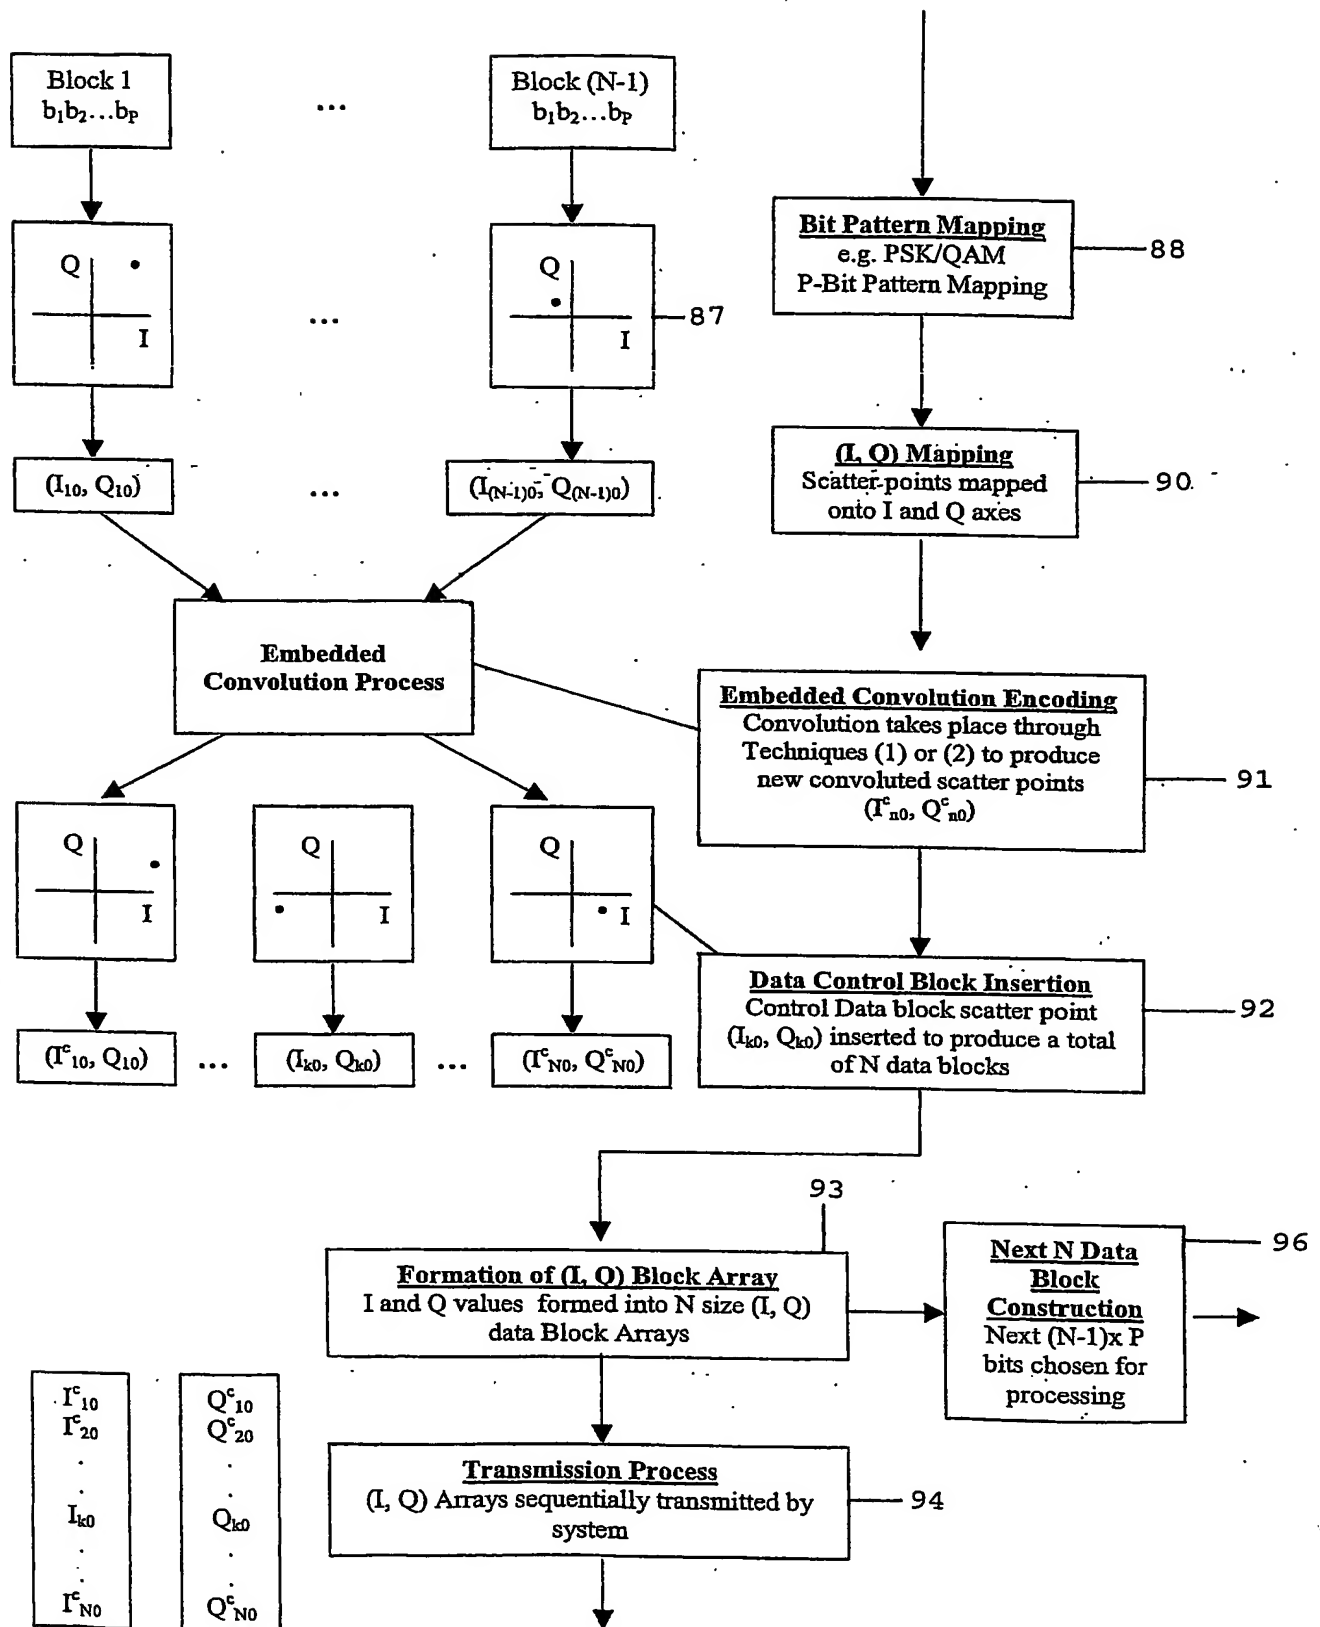 Block 1
b₁b₂...bₚ
...
Block (N-1)
b₁b₂...bₚ
Q
I
...
Q
I
87
(I₁₀, Q₁₀)
...
(I₍N-1₎₀, Q₍N-1₎₀)
Embedded
Convolution Process
Q
I
Q
I
Q
I
(Iᶜ₁₀, Q₁₀)
...
(Iₖ₀, Qₖ₀)
...
(IᶜN₀, QᶜN₀)
Bit Pattern Mapping
e.g. PSK/QAM
P-Bit Pattern Mapping
88
(I, Q) Mapping
Scatter-points mapped
onto I and Q axes
90
Embedded Convolution Encoding
Convolution takes place through
Techniques (1) or (2) to produce
new convoluted scatter points
(Iᶜₙ₀, Qᶜₙ₀)
91
Data Control Block Insertion
Control Data block scatter point
(Iₖ₀, Qₖ₀) inserted to produce a total
of N data blocks
92
93
Formation of (I, Q) Block Array
I and Q values formed into N size (I, Q)
data Block Arrays
Next N Data
Block
Construction
Next (N-1)x P
bits chosen for
processing
96
Transmission Process
(I, Q) Arrays sequentially transmitted by
system
94
Iᶜ₁₀
Iᶜ₂₀
.
.
Iₖ₀
.
.
IᶜN₀
Qᶜ₁₀
Qᶜ₂₀
.
.
Qₖ₀
.
.
QᶜN₀